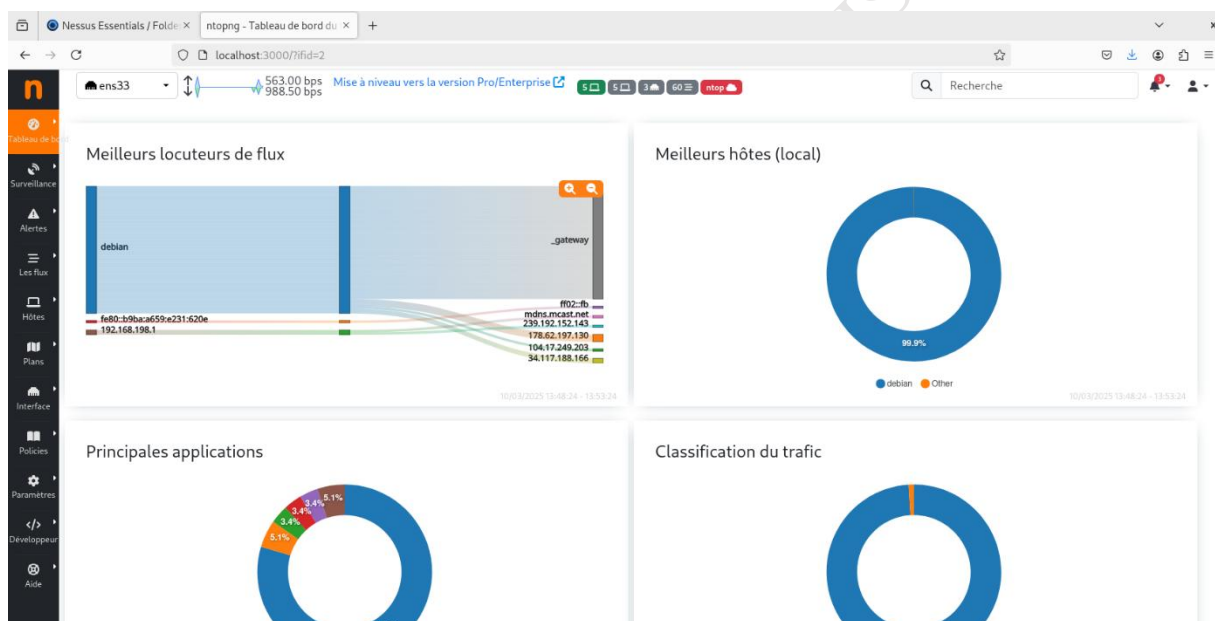 Nessus Essentials / Folde
ntopng - Tableau de bord du
localhost:3000/?ifid=2
n
ens33
563.00 bps
988.50 bps
Mise à niveau vers la version Pro/Enterprise
5
5
3
60
ntop
Recherche
Tableau de bord
Surveillance
Alertes
Les flux
Hôtes
Plans
Interface
Policies
Paramètres
Développeur
Aide
Meilleurs locuteurs de flux
debian
fe80::b9ba:a659:e231:620e
192.168.198.1
_gateway
ff02::fb
mdns.mcast.net
239.192.152.143
178.62.197.130
104.17.249.203
34.117.188.166
10/03/2025 13:48:24 - 13:53:24
Meilleurs hôtes (local)
99.9%
debian Other
10/03/2025 13:48:24 - 13:53:24
Principales applications
5.1%
3.4%
3.4%
3.4%
5.1%
Classification du trafic